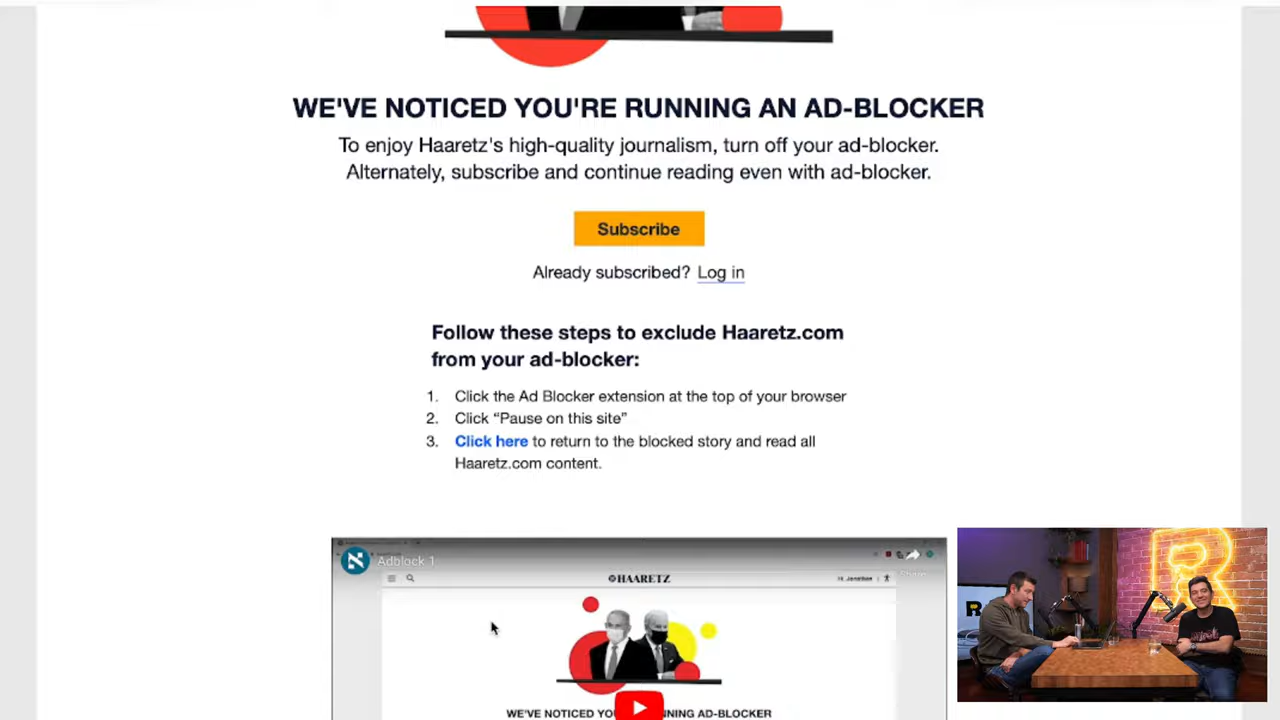 WE'VE NOTICED YOU'RE RUNNING AN AD-BLOCKER
To enjoy Haaretz's high-quality journalism, turn off your ad-blocker.
Alternately, subscribe and continue reading even with ad-blocker.
Subscribe
Already subscribed? Log in
Follow these steps to exclude Haaretz.com
from your ad-blocker:
1. Click the Ad Blocker extension at the top of your browser
2. Click “Pause on this site”
3. Click here to return to the blocked story and read all
Haaretz.com content.
Adblock 1
Share
HAARETZ
Hi, Jonathan
WE'VE NOTICED YO NNING AD-BLOCKER
R
R